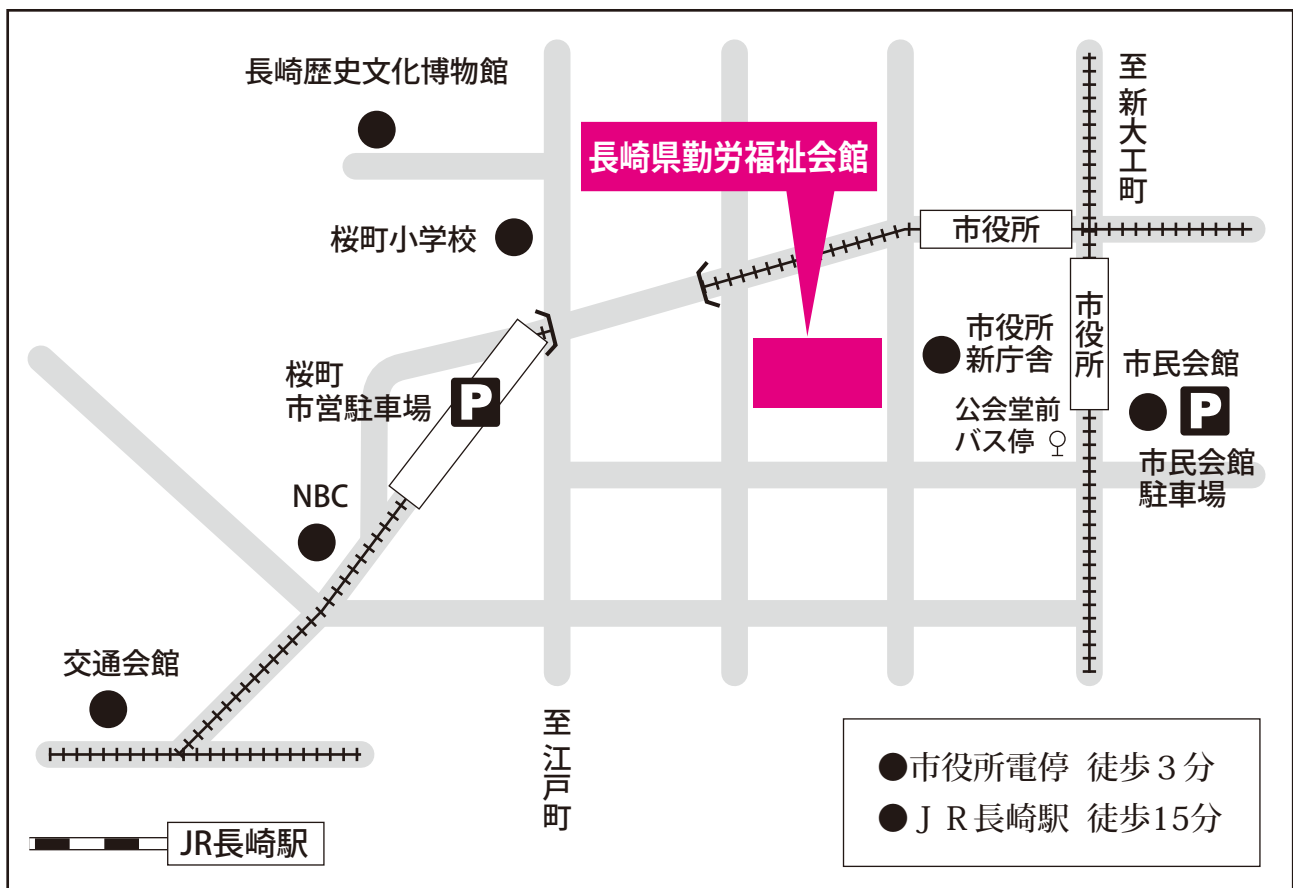 長崎歴史文化博物館
至新大工町
長崎県勤労福祉会館
桜町小学校
市役所
市役所
市役所
新庁舎
市民会館
P
桜町
市営駐車場
P
公会堂前
バス停
市民会館
駐車場
NBC
交通会館
至江戸町
●市役所電停 徒歩３分
●ＪＲ長崎駅 徒歩15分
JR長崎駅